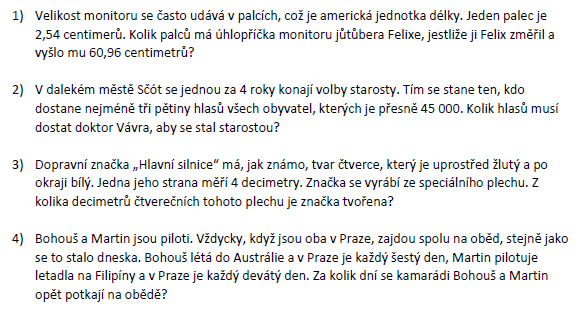 1) Velikost monitoru se často udává v palcích, což je americká jednotka délky. Jeden palec je
2,54 centimerů. Kolik palců má úhlopříčka monitoru jůtůbera Felixe, jestliže ji Felix změřil a
vyšlo mu 60,96 centimetrů?
2) V dalekém městě Sčót se jednou za 4 roky konají volby starosty. Tím se stane ten, kdo
dostane nejméně tři pětiny hlasů všech obyvatel, kterých je přesně 45 000. Kolik hlasů musí
dostat doktor Vávra, aby se stal starostou?
3) Dopravní značka „Hlavní silnice“ má, jak známo, tvar čtverce, který je uprostřed žlutý a po
okraji bílý. Jedna jeho strana měří 4 decimetry. Značka se vyrábí ze speciálního plechu. Z
kolika decimetrů čtverečních tohoto plechu je značka tvořena?
4) Bohouš a Martin jsou piloti. Vždycky, když jsou oba v Praze, zajdou spolu na oběd, stejně jako
se to stalo dneska. Bohouš létá do Austrálie a v Praze je každý šestý den, Martin pilotuje
letadla na Filipíny a v Praze je každý devátý den. Za kolik dní se kamarádi Bohouš a Martin
opět potkají na obědě?